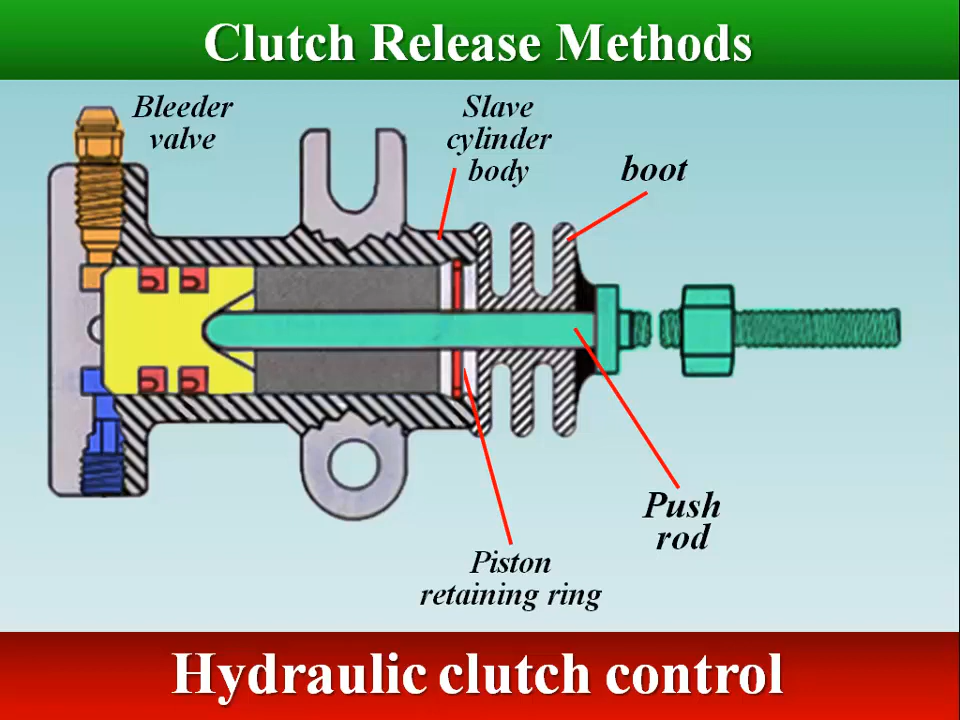 Clutch Release Methods
Bleeder
valve
Slave
cylinder
body
boot
Push
rod
Piston
retaining ring
Hydraulic clutch control